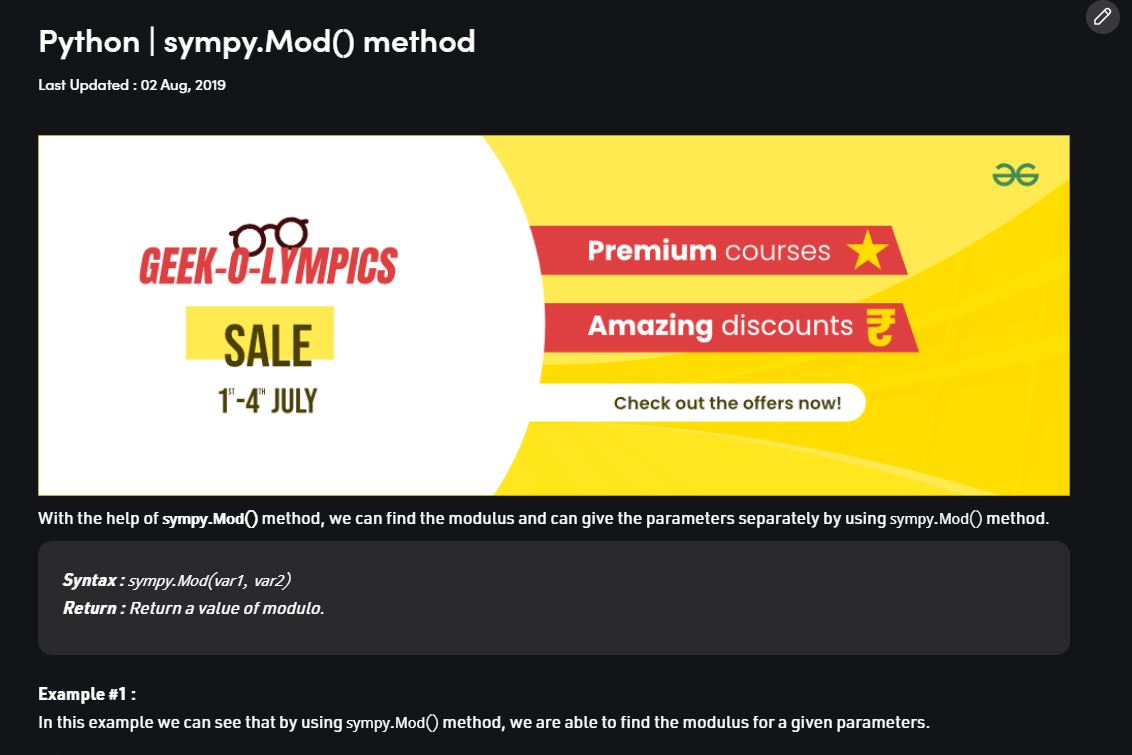 Python | sympy.Mod() method
Last Updated : 02 Aug, 2019
GEEK-O-LYMPICS
SALE
1ST-4TH JULY
Premium courses
Amazing discounts ₹
Check out the offers now!
With the help of sympy.Mod() method, we can find the modulus and can give the parameters separately by using sympy.Mod() method.
Syntax : sympy.Mod(var1, var2)
Return : Return a value of modulo.
Example #1 :
In this example we can see that by using sympy.Mod() method, we are able to find the modulus for a given parameters.